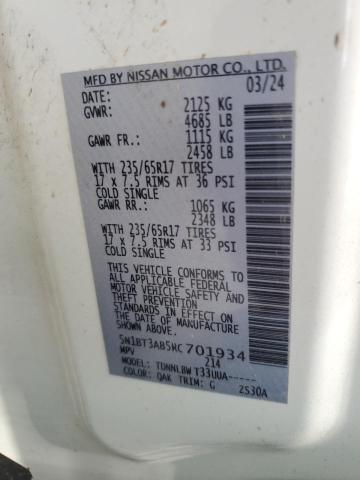 MFD BY NISSAN MOTOR CO., LTD.
DATE: 03/24
GVWR: 2125 KG
4685 LB
GAWR FR.: 1115 KG
2458 LB
WITH 235/65R17 TIRES
17 x 7.5 RIMS AT 36 PSI
COLD SINGLE
GAWR RR.: 1065 KG
2348 LB
WITH 235/65R17 TIRES
17 x 7.5 RIMS AT 33 PSI
COLD SINGLE
THIS VEHICLE CONFORMS TO
ALL APPLICABLE FEDERAL
MOTOR VEHICLE SAFETY AND
THEFT PREVENTION
STANDARDS IN EFFECT ON
THE DATE OF MANUFACTURE
SHOWN ABOVE.
5N1BT3AB5RC701934
MPV 214
TDNNLBW T33UUA-----
COLOR: QAK TRIM: G 2530A